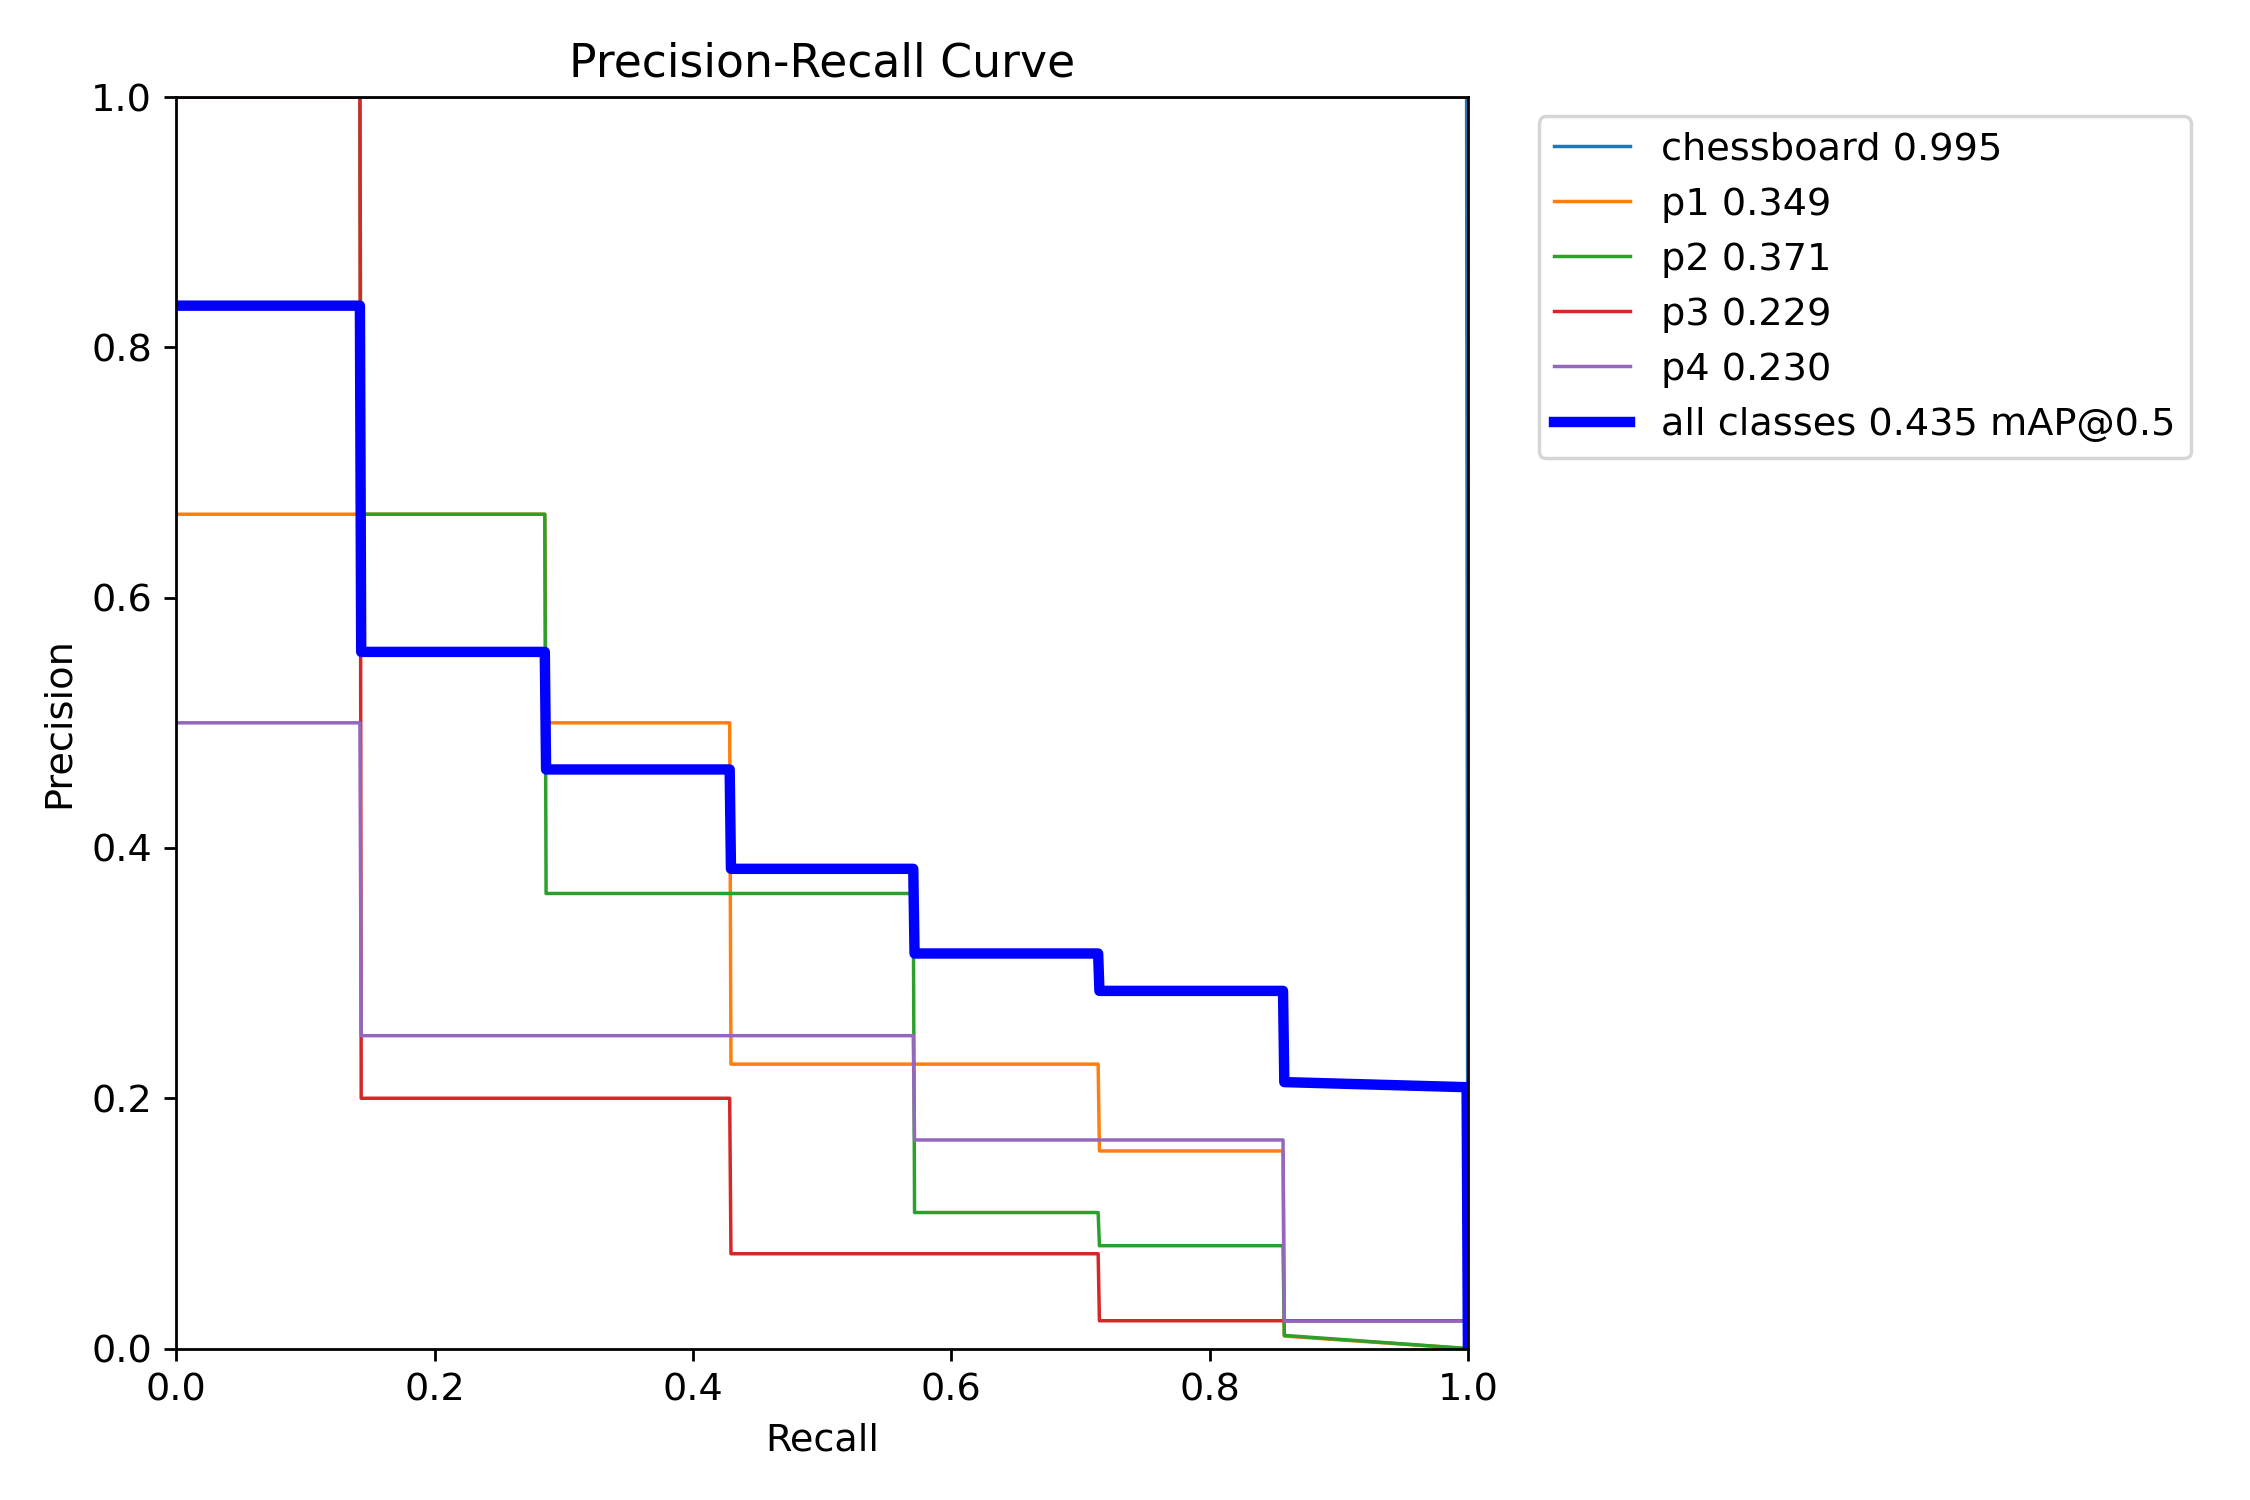 Precision-Recall Curve
1.0
0.8
0.6
0.4
0.2
0.0
Precision
0.0 0.2 0.4 0.6 0.8 1.0
Recall
chessboard 0.995
p1 0.349
p2 0.371
p3 0.229
p4 0.230
all classes 0.435 mAP@0.5